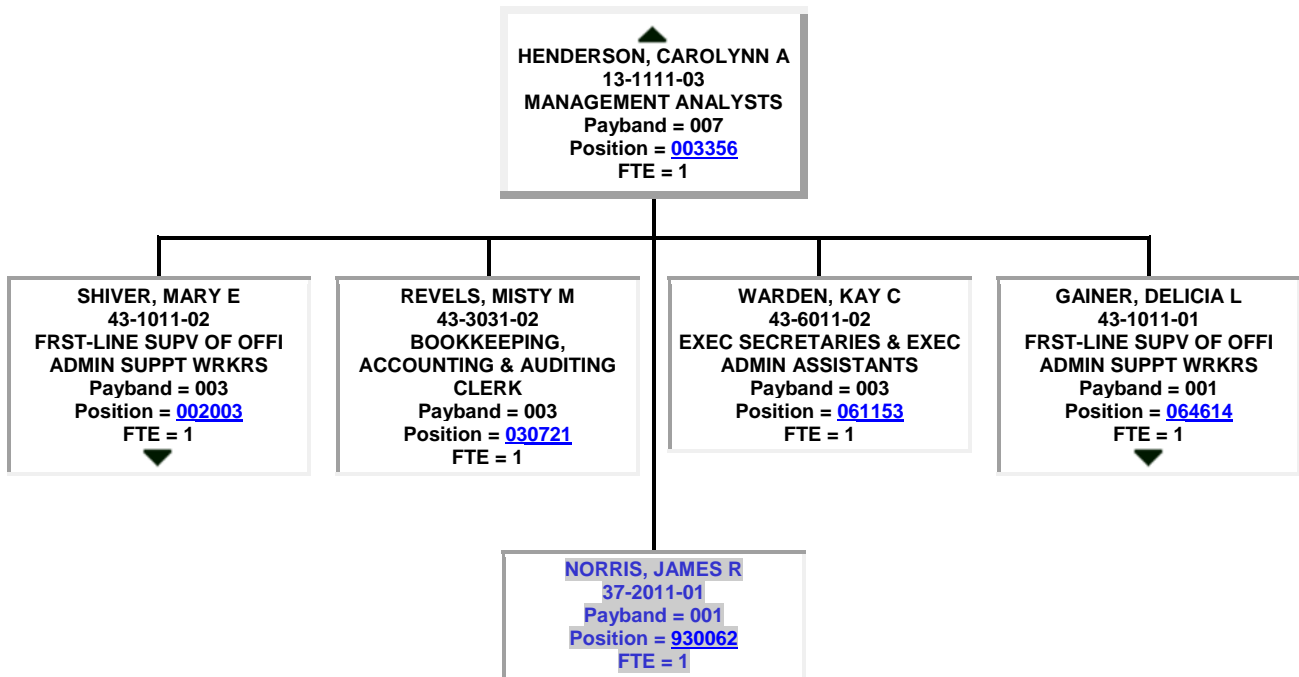 HENDERSON, CAROLYNN A
13-1111-03
MANAGEMENT ANALYSTS
Payband = 007
Position = 003356
FTE = 1
SHIVER, MARY E
43-1011-02
FRST-LINE SUPV OF OFFI
ADMIN SUPPT WRKRS
Payband = 003
Position = 002003
FTE = 1
REVELS, MISTY M
43-3031-02
BOOKKEEPING,
ACCOUNTING & AUDITING
CLERK
Payband = 003
Position = 030721
FTE = 1
WARDEN, KAY C
43-6011-02
EXEC SECRETARIES & EXEC
ADMIN ASSISTANTS
Payband = 003
Position = 061153
FTE = 1
GAINER, DELICIA L
43-1011-01
FRST-LINE SUPV OF OFFI
ADMIN SUPPT WRKRS
Payband = 001
Position = 064614
FTE = 1
NORRIS, JAMES R
37-2011-01
Payband = 001
Position = 930062
FTE = 1